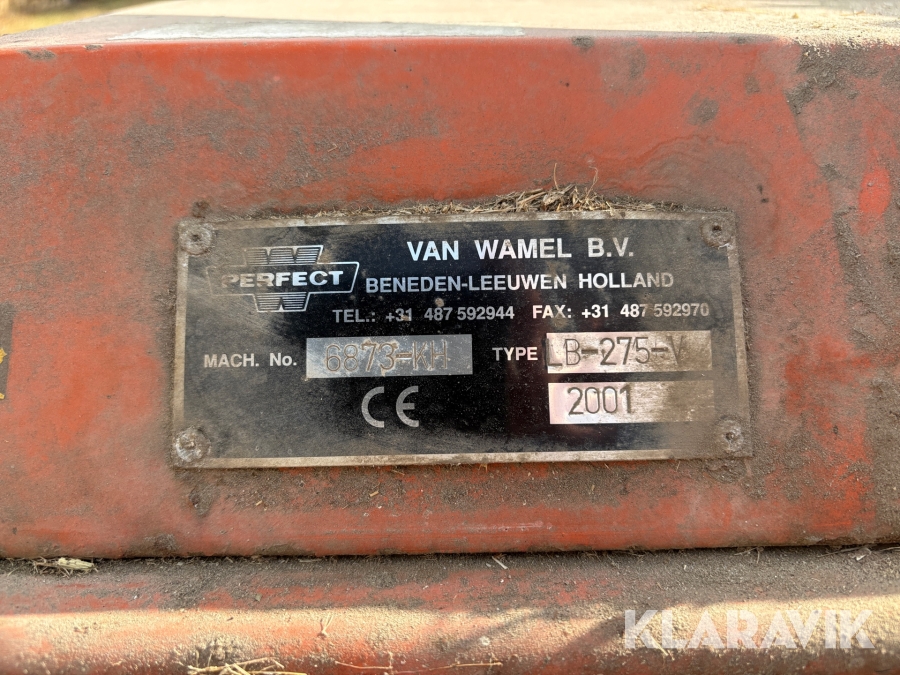 PERFECT
VAN WAMEL B.V.
BENEDEN-LEEUWEN HOLLAND
TEL.: +31 487 592944 FAX: +31 487 592970
MACH. No. 6873-KH TYPE LB-275-V
CE 2001
KLARAVIK